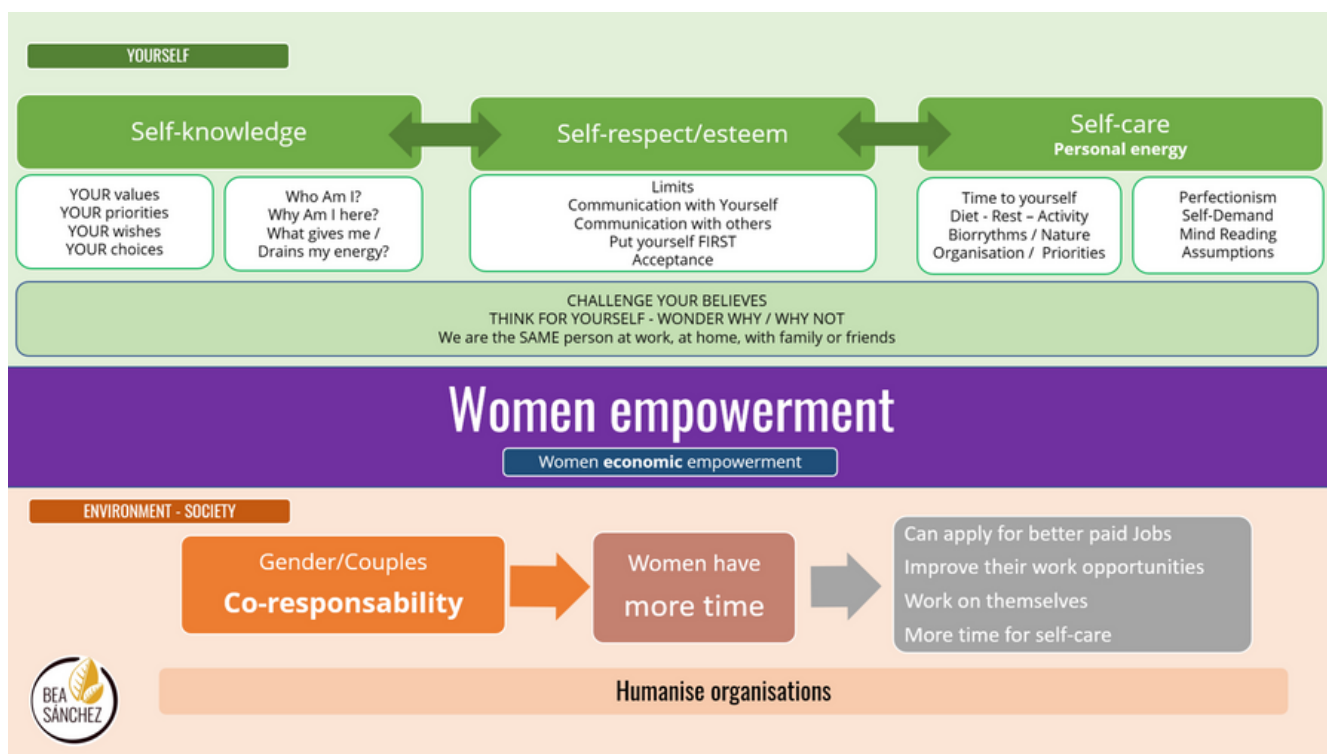 YOURSELF
Self-knowledge
Self-respect/esteem
Self-care
Personal energy
YOUR values
YOUR priorities
YOUR wishes
YOUR choices
Who Am I?
Why Am I here?
What gives me /
Drains my energy?
Limits
Communication with Yourself
Communication with others
Put yourself FIRST
Acceptance
Time to yourself
Diet - Rest – Activity
Biorrythms / Nature
Organisation / Priorities
Perfectionism
Self-Demand
Mind Reading
Assumptions
CHALLENGE YOUR BELIEVES
THINK FOR YOURSELF - WONDER WHY / WHY NOT
We are the SAME person at work, at home, with family or friends
Women empowerment
Women economic empowerment
ENVIRONMENT - SOCIETY
Gender/Couples
Co-responsability
Women have
more time
Can apply for better paid Jobs
Improve their work opportunities
Work on themselves
More time for self-care
BEA
SÁNCHEZ
Humanise organisations